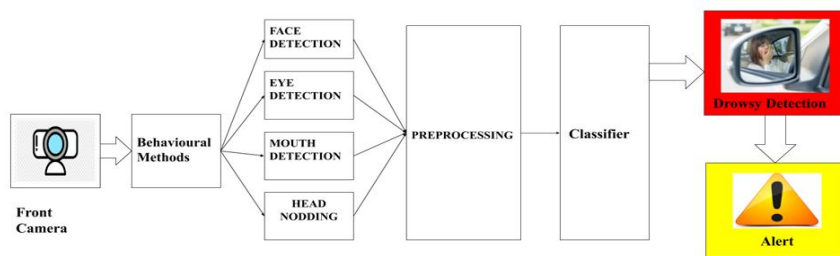 Front
Camera
Behavioural
Methods
FACE
DETECTION
EYE
DETECTION
MOUTH
DETECTION
HEAD
NODDING
PREPROCESSING
Classifier
Drowsy Detection
Alert